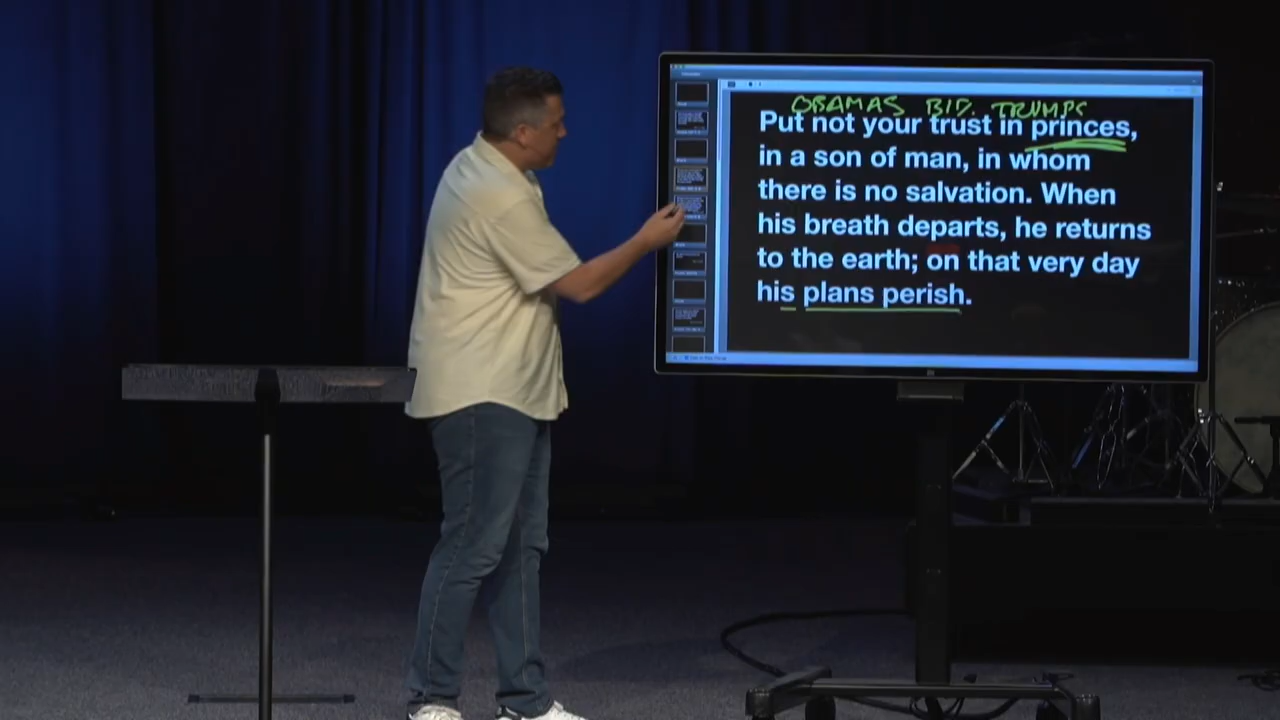 OBAMAS BID. TRUMPS
Put not your trust in princes,
in a son of man, in whom
there is no salvation. When
his breath departs, he returns
to the earth; on that very day
his plans perish.